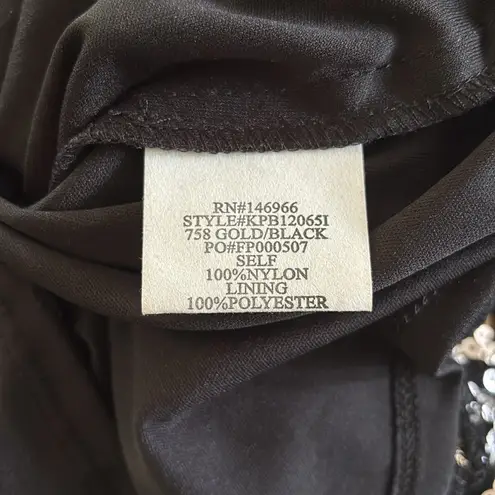 RN#146966
STYLE#KPB12065I
758 GOLD/BLACK
PO#FP000507
SELF
100%NYLON
LINING
100%POLYESTER